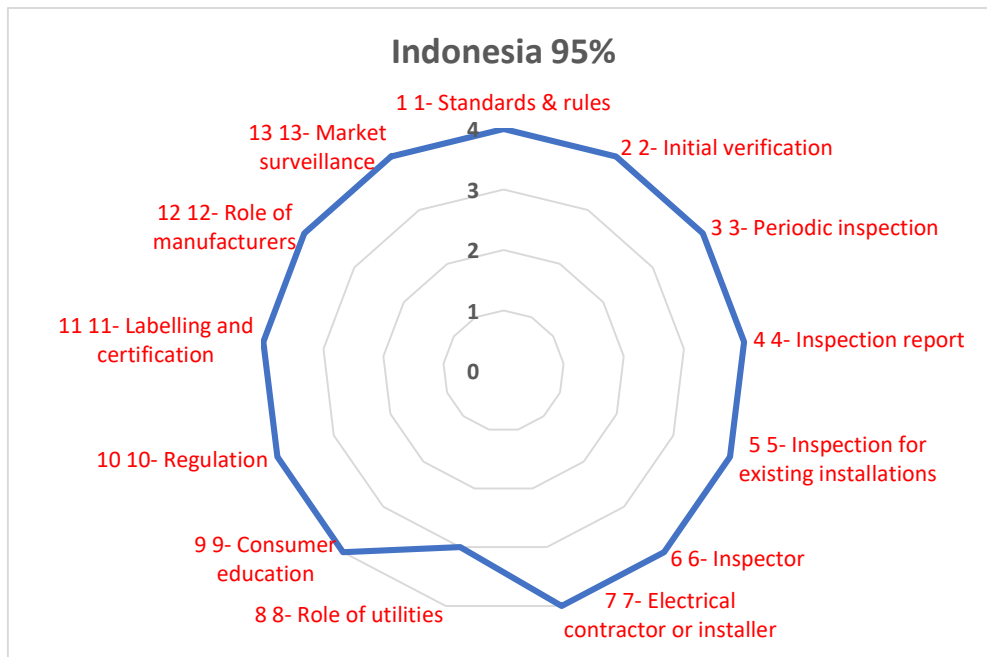 Indonesia 95%
1 1- Standards & rules
2 2- Initial verification
3 3- Periodic inspection
4 4- Inspection report
5 5- Inspection for
existing installations
6 6- Inspector
7 7- Electrical
contractor or installer
8 8- Role of utilities
9 9- Consumer
education
10 10- Regulation
11 11- Labelling and
certification
12 12- Role of
manufacturers
13 13- Market
surveillance
4
3
2
1
0